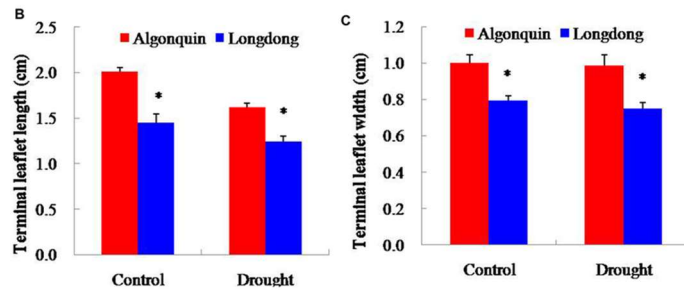 B
Terminal leaflet length (cm)
2.5
2.0
1.5
1.0
0.5
0.0
Algonquin Longdong
* *
Control Drought
C
Terminal leaflet width (cm)
1.2
1.0
0.8
0.6
0.4
0.2
0.0
Algonquin Longdong
* *
Control Drought